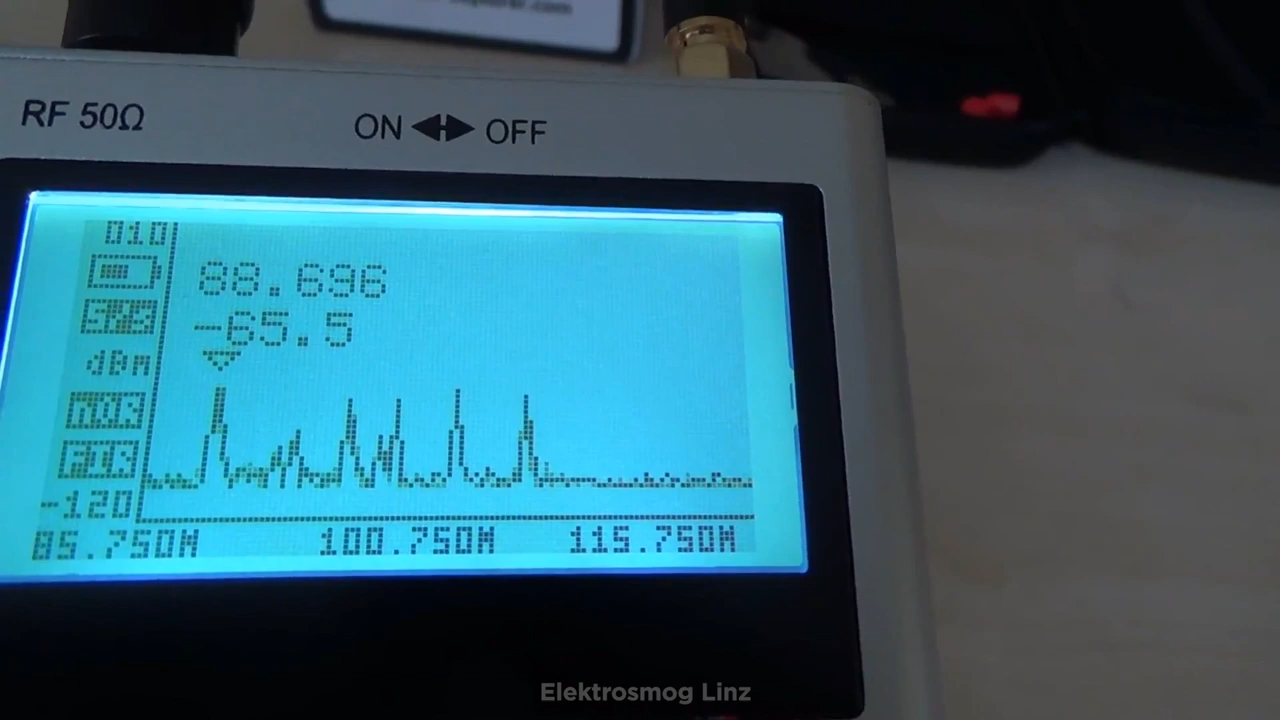 RF 50Ω
ON OFF
010
88.696
-65.5
dBm
-120
85.750M 100.750M 115.750M
Elektrosmog Linz